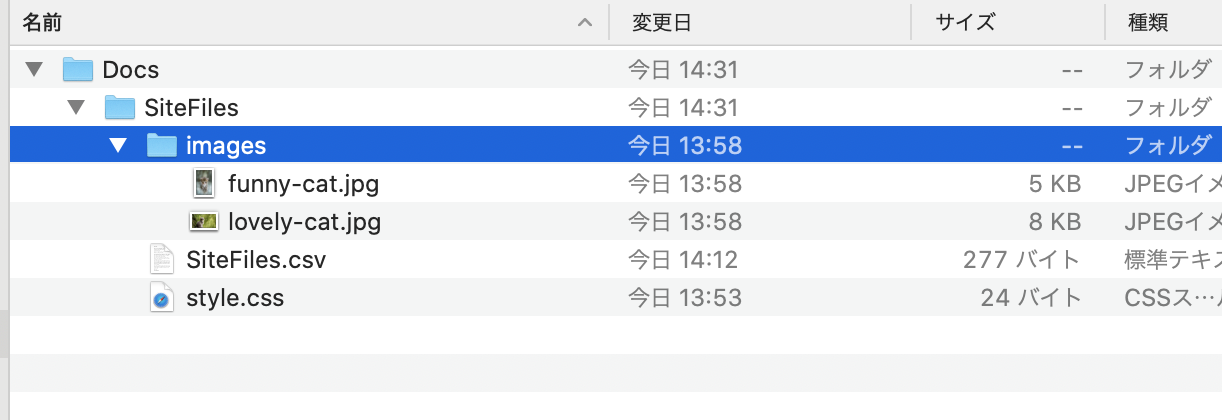 名前 変更日 サイズ 種類
Docs 今日 14:31 -- フォルダ
SiteFiles 今日 14:31 -- フォルダ
images 今日 13:58 -- フォルダ
funny-cat.jpg 今日 13:58 5 KB JPEGイメ
lovely-cat.jpg 今日 13:58 8 KB JPEGイメ
SiteFiles.csv 今日 14:12 277 バイト 標準テキス
style.css 今日 13:53 24 バイト CSSス…ル